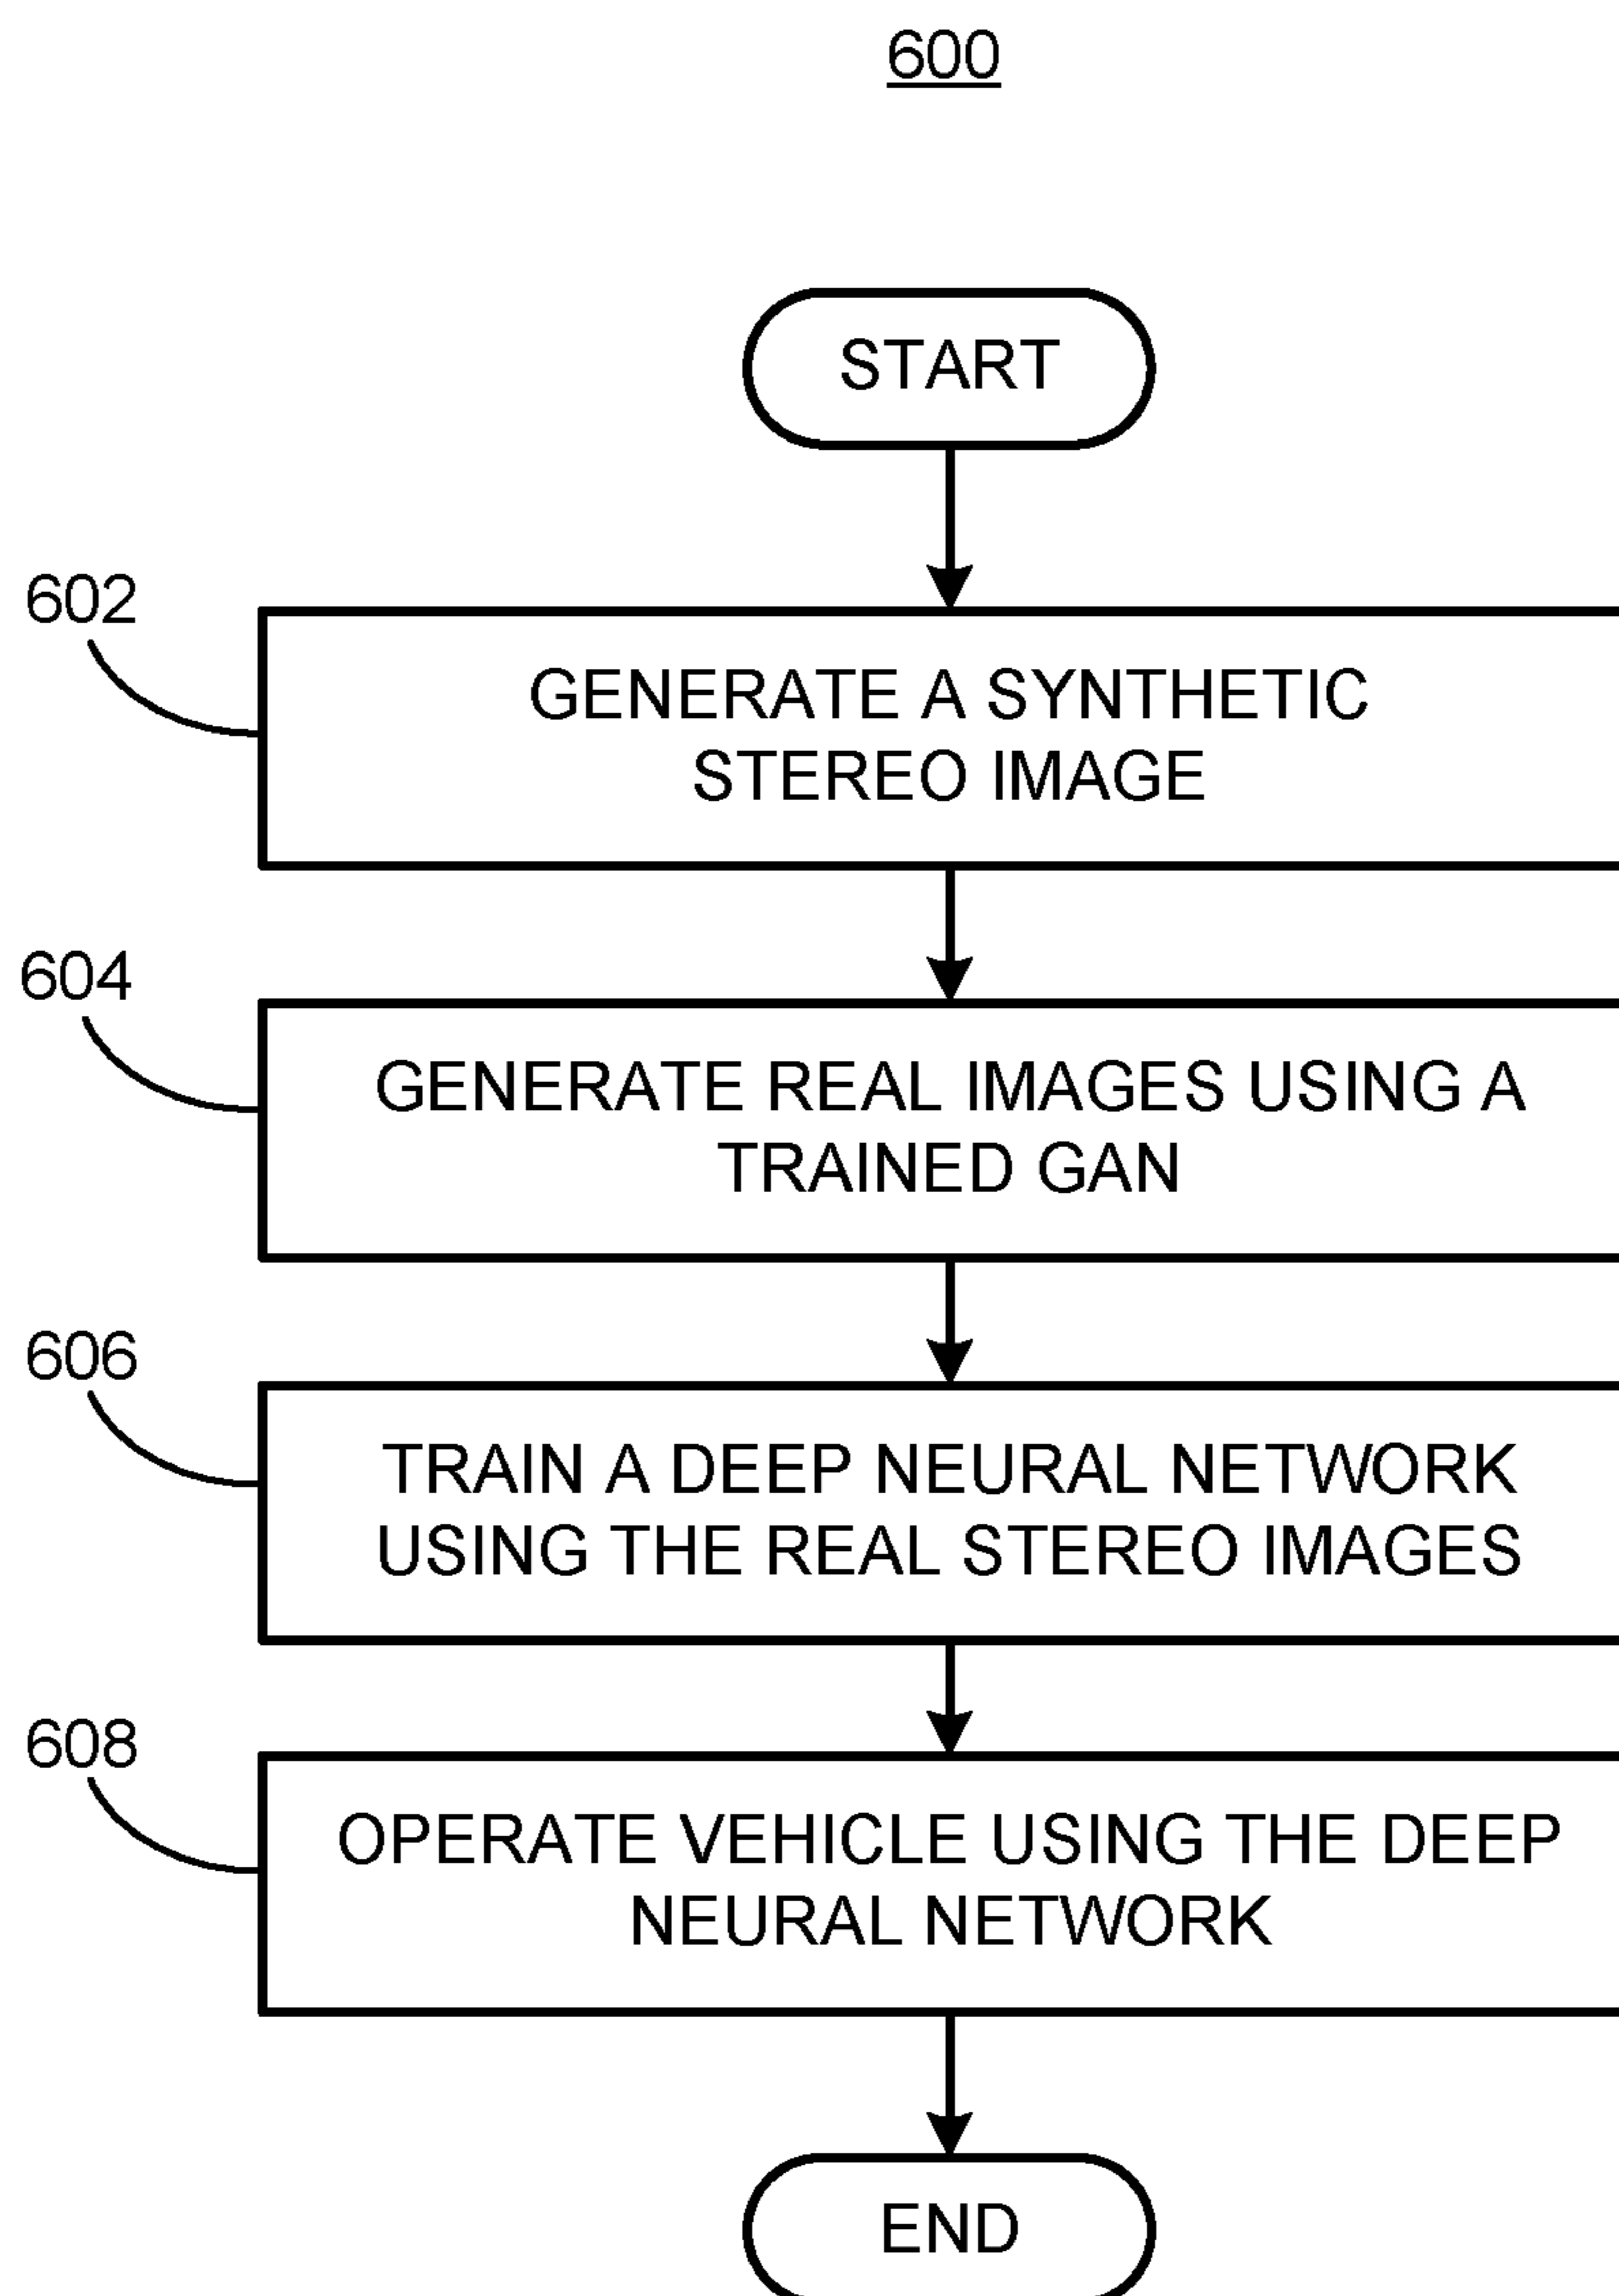 600
START
602
GENERATE A SYNTHETIC
STEREO IMAGE
604
GENERATE REAL IMAGES USING A
TRAINED GAN
606
TRAIN A DEEP NEURAL NETWORK
USING THE REAL STEREO IMAGES
608
OPERATE VEHICLE USING THE DEEP
NEURAL NETWORK
END